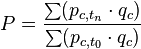 P = \frac{\sum (p_{c,t_n} \cdot q_c)}{\sum (p_{c,t_0} \cdot q_c)}